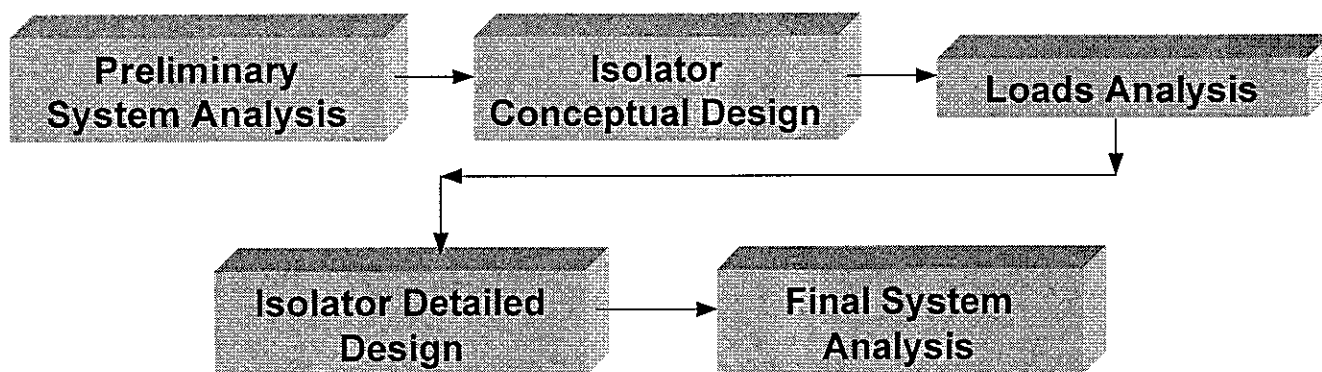 Preliminary
System Analysis
Isolator
Conceptual Design
Loads Analysis
Isolator Detailed
Design
Final System
Analysis